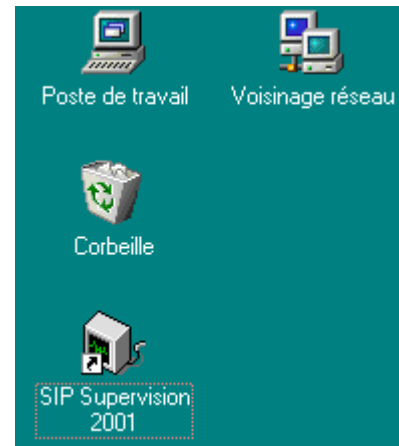 Poste de travail
Voisinage réseau
Corbeille
SIP Supervision
2001